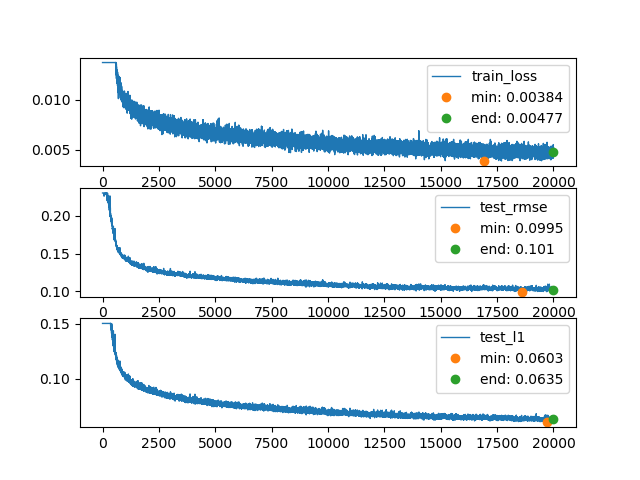 train_loss
min: 0.00384
end: 0.00477
0.010
0.005
0 2500 5000 7500 10000 12500 15000 17500 20000
test_rmse
min: 0.0995
end: 0.101
0.20
0.15
0.10
0 2500 5000 7500 10000 12500 15000 17500 20000
test_l1
min: 0.0603
end: 0.0635
0.15
0.10
0 2500 5000 7500 10000 12500 15000 17500 20000